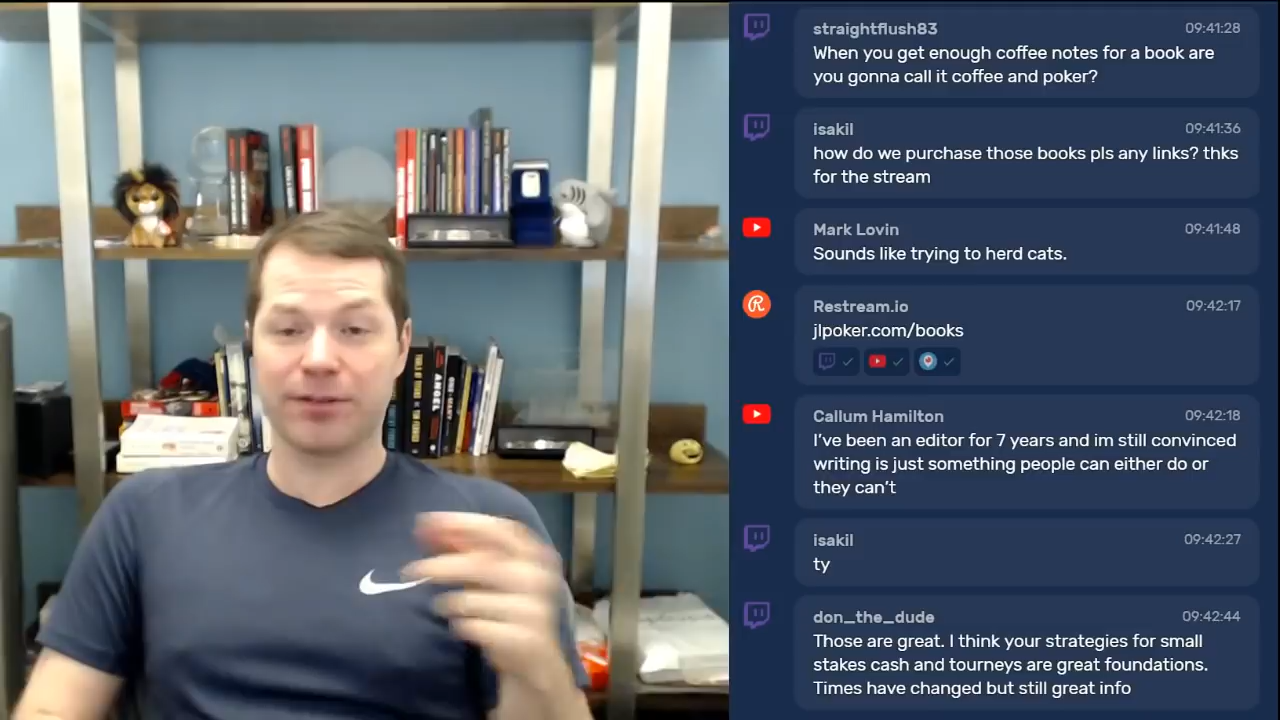 straightflush83
09:41:28
When you get enough coffee notes for a book are
you gonna call it coffee and poker?
isakil
09:41:36
how do we purchase those books pls any links? thks
for the stream
Mark Lovin
09:41:48
Sounds like trying to herd cats.
Restream.io
09:42:17
jlpoker.com/books
Callum Hamilton
09:42:18
I've been an editor for 7 years and im still convinced
writing is just something people can either do or
they can't
isakil
09:42:27
ty
don_the_dude
09:42:44
Those are great. I think your strategies for small
stakes cash and tourneys are great foundations.
Times have changed but still great info
ANGEL